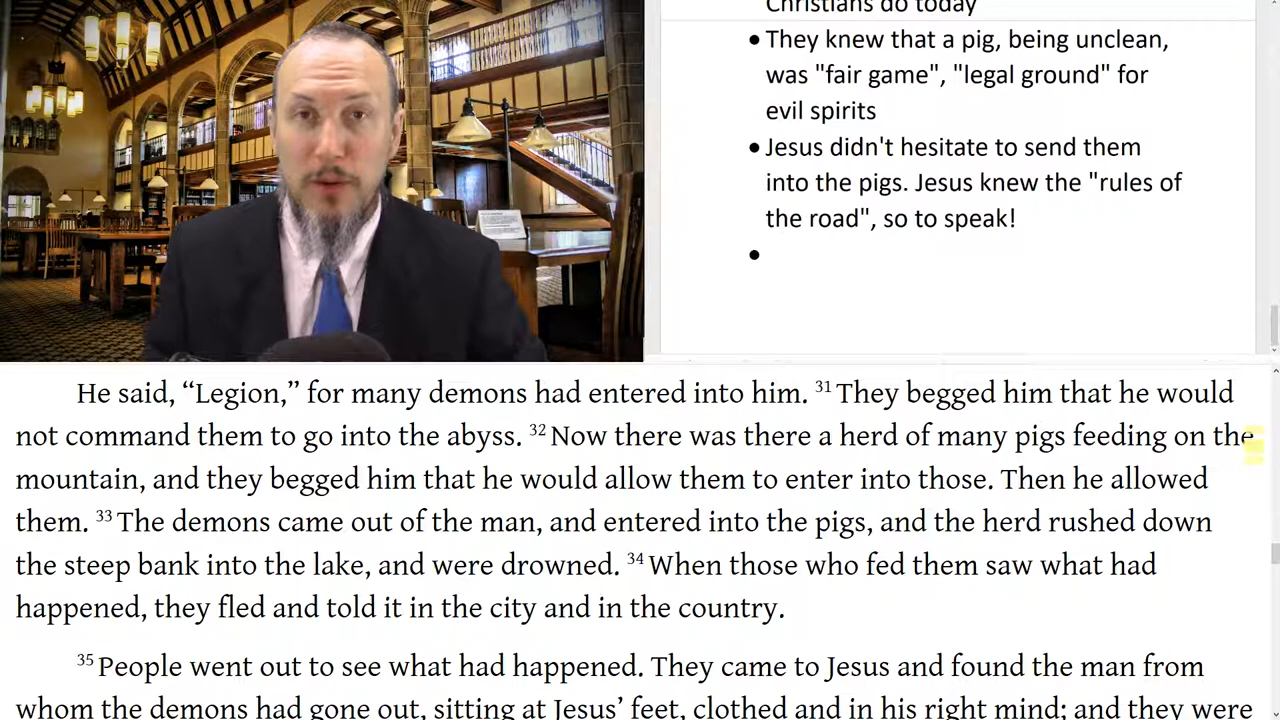 Christians do today
• They knew that a pig, being unclean,
was "fair game", "legal ground" for
evil spirits
• Jesus didn't hesitate to send them
into the pigs. Jesus knew the "rules of
the road", so to speak!
•
He said, “Legion,” for many demons had entered into him. 31 They begged him that he would
not command them to go into the abyss. 32 Now there was there a herd of many pigs feeding on the
mountain, and they begged him that he would allow them to enter into those. Then he allowed
them. 33 The demons came out of the man, and entered into the pigs, and the herd rushed down
the steep bank into the lake, and were drowned. 34 When those who fed them saw what had
happened, they fled and told it in the city and in the country.
35 People went out to see what had happened. They came to Jesus and found the man from
whom the demons had gone out, sitting at Jesus’ feet, clothed and in his right mind; and they were